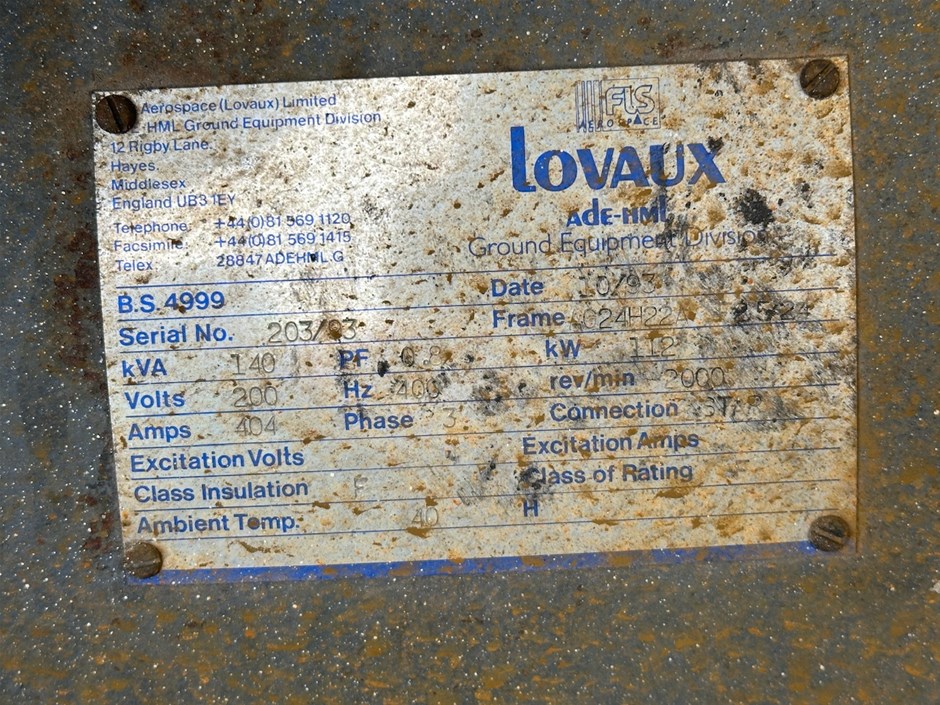 Aerospace (Lovaux) Limited
HML Ground Equipment Division
12 Rigby Lane,
Hayes,
Middlesex
England UB3 1EY
Telephone: +44(0)81 569 1120
Facsimile: +44(0)81 569 1415
Telex 28847 ADEHML.G
FLS
AEROSPACE
LOVAUX
AdE-HML
Ground Equipment Division
B.S. 4999 Date 10/93
Serial No. 203/93 Frame
kVA 140 PF 0.8 kW 112
Volts 200 Hz 400 rev/min 2000
Amps 404 Phase 3 Connection STAR
Excitation Volts Excitation Amps
Class Insulation F Class of Rating
Ambient Temp. 40 H